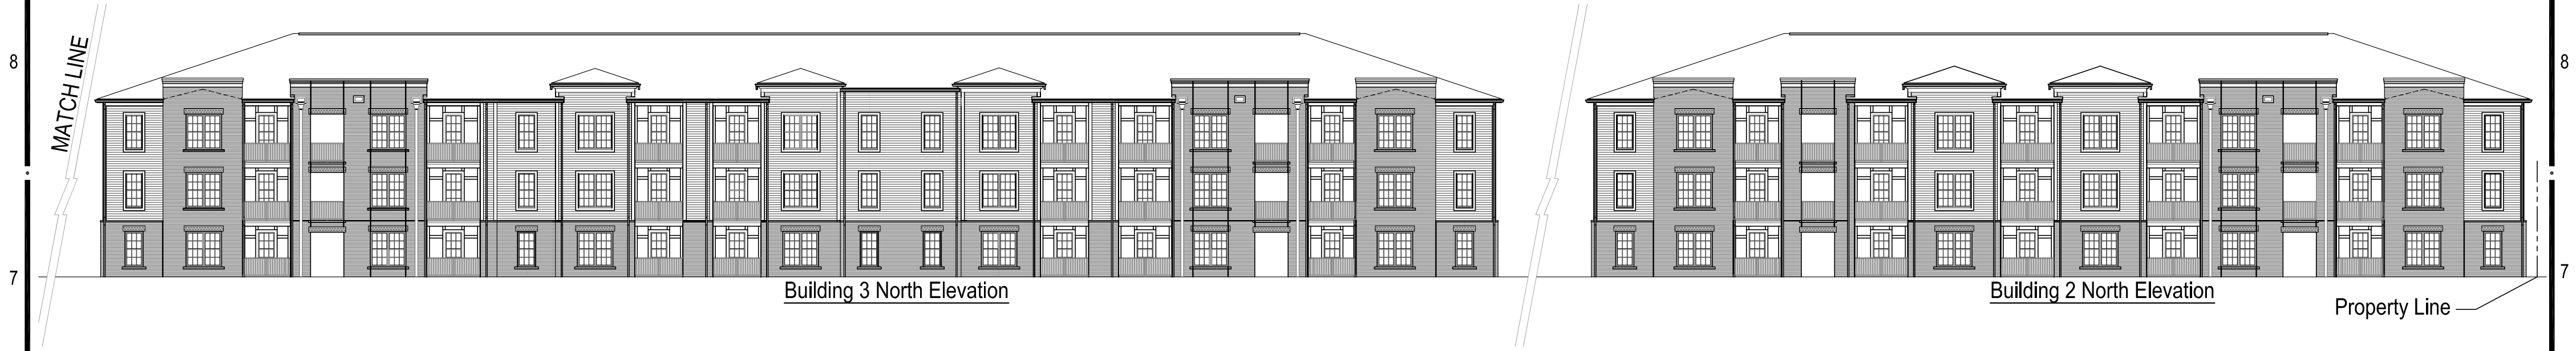 8
8
MATCH LINE
7
7
Building 3 North Elevation
Building 2 North Elevation
Property Line